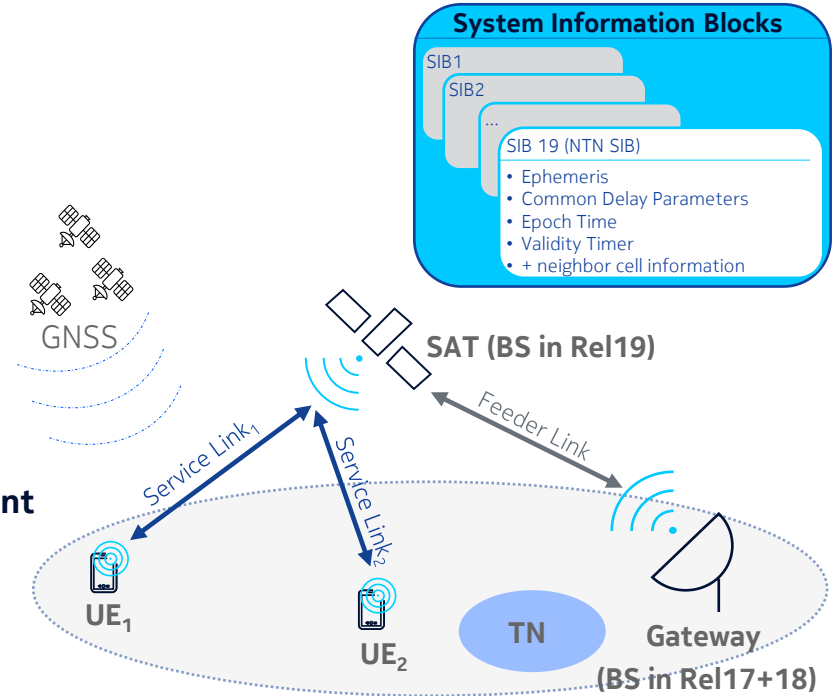 System Information Blocks
SIB1
SIB2
...
SIB 19 (NTN SIB)
• Ephemeris
• Common Delay Parameters
• Epoch Time
• Validity Timer
• + neighbor cell information
GNSS
SAT (BS in Rel19)
Feeder Link
Service Link₁
Service Link₂
nt
UE₁
UE₂
TN
Gateway
(BS in Rel17+18)